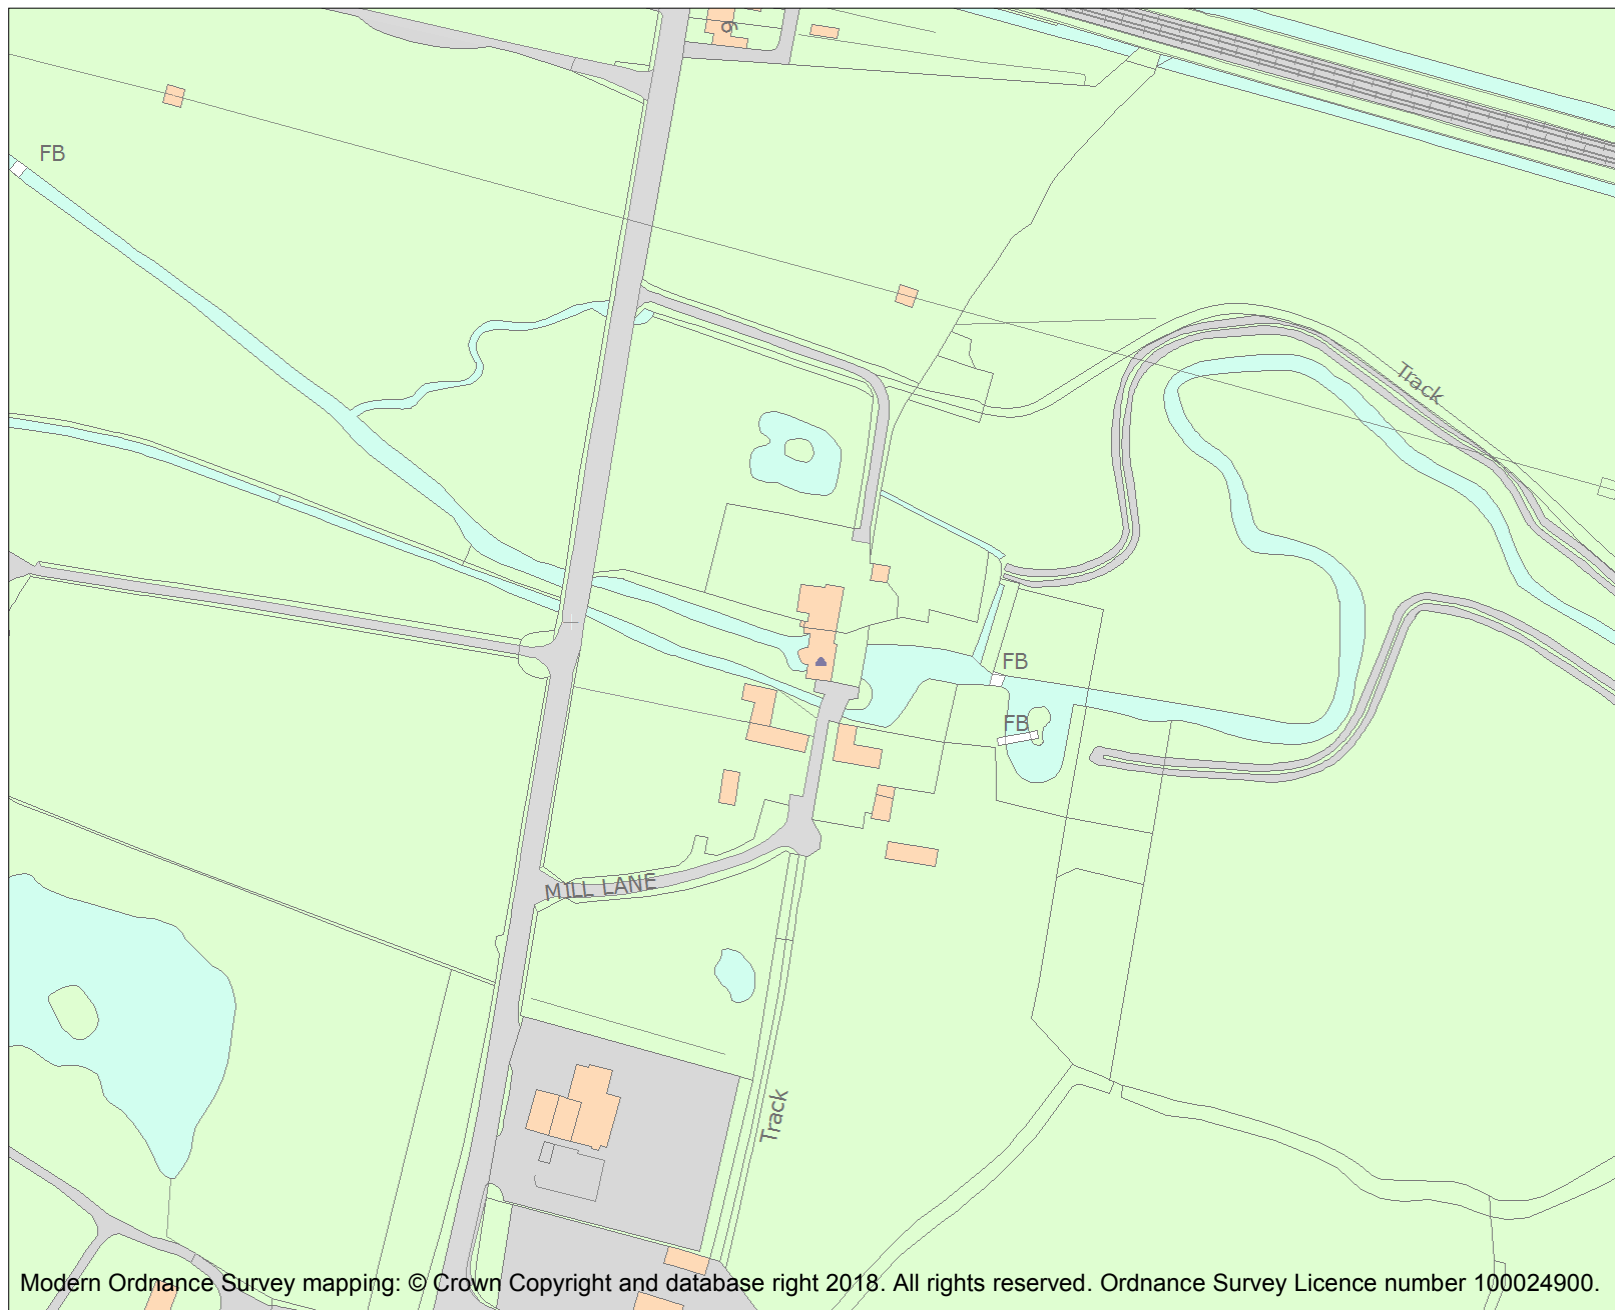 6
FB
Track
FB
FB
MILL LANE
Track
Modern Ordnance Survey mapping: © Crown Copyright and database right 2018. All rights reserved. Ordnance Survey Licence number 100024900.